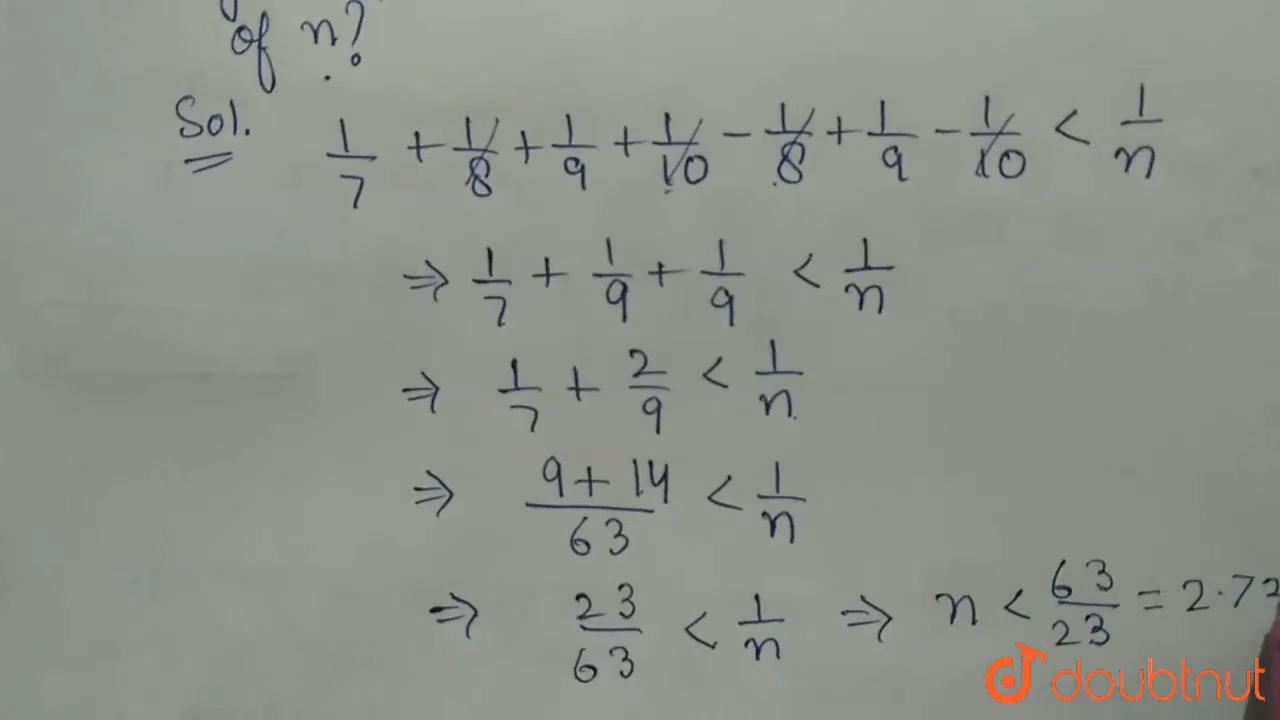 of n?
Sol. 1/7 + 1/8 + 1/9 + 1/10 - 1/8 + 1/9 - 1/10 < 1/n
⇒ 1/7 + 1/9 + 1/9 < 1/n
⇒ 1/7 + 2/9 < 1/n
⇒ (9 + 14)/63 < 1/n
⇒ 23/63 < 1/n ⇒ n < 63/23 = 2.73
doubtnut